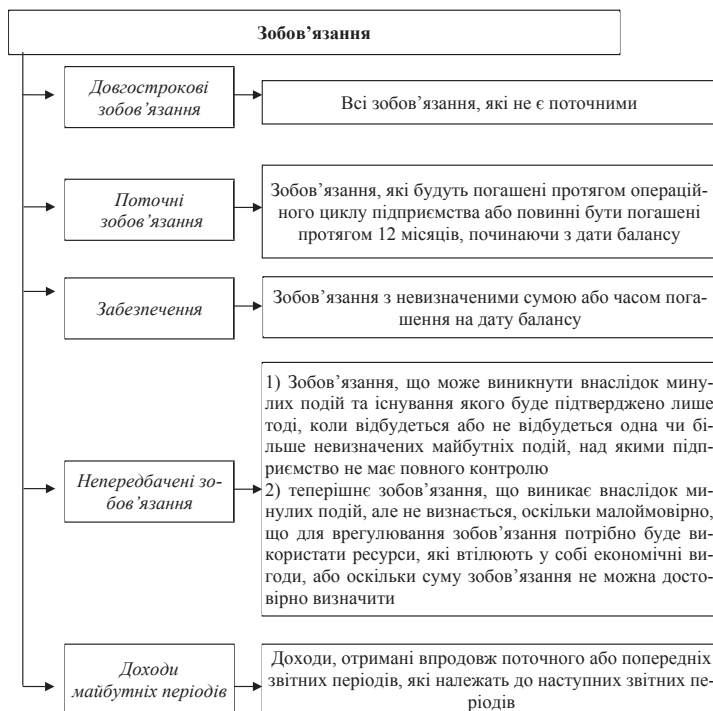 Зобов’язання
Довгострокові
зобов’язання
Всі зобов’язання, які не є поточними
Поточні
зобов’язання
Зобов’язання, які будуть погашені протягом операцій-
ного циклу підприємства або повинні бути погашені
протягом 12 місяців, починаючи з дати балансу
Забезпечення
Зобов’язання з невизначеними сумою або часом пога-
шення на дату балансу
Непередбачені зо-
бов’язання
1) Зобов’язання, що може виникнути внаслідок мину-
лих подій та існування якого буде підтверджено лише
тоді, коли відбудеться або не відбудеться одна чи бі-
льше невизначених майбутніх подій, над якими підп-
риємство не має повного контролю
2) теперішнє зобов’язання, що виникає внаслідок ми-
нулих подій, але не визнається, оскільки малоймовірно,
що для врегулювання зобов’язання потрібно буде ви-
користати ресурси, які втілюють у собі економічні ви-
годи, або оскільки суму зобов’язання не можна досто-
вірно визначити
Доходи
майбутніх періодів
Доходи, отримані впродовж поточного або попередніх
звітних періодів, які належать до наступних звітних пе-
ріодів